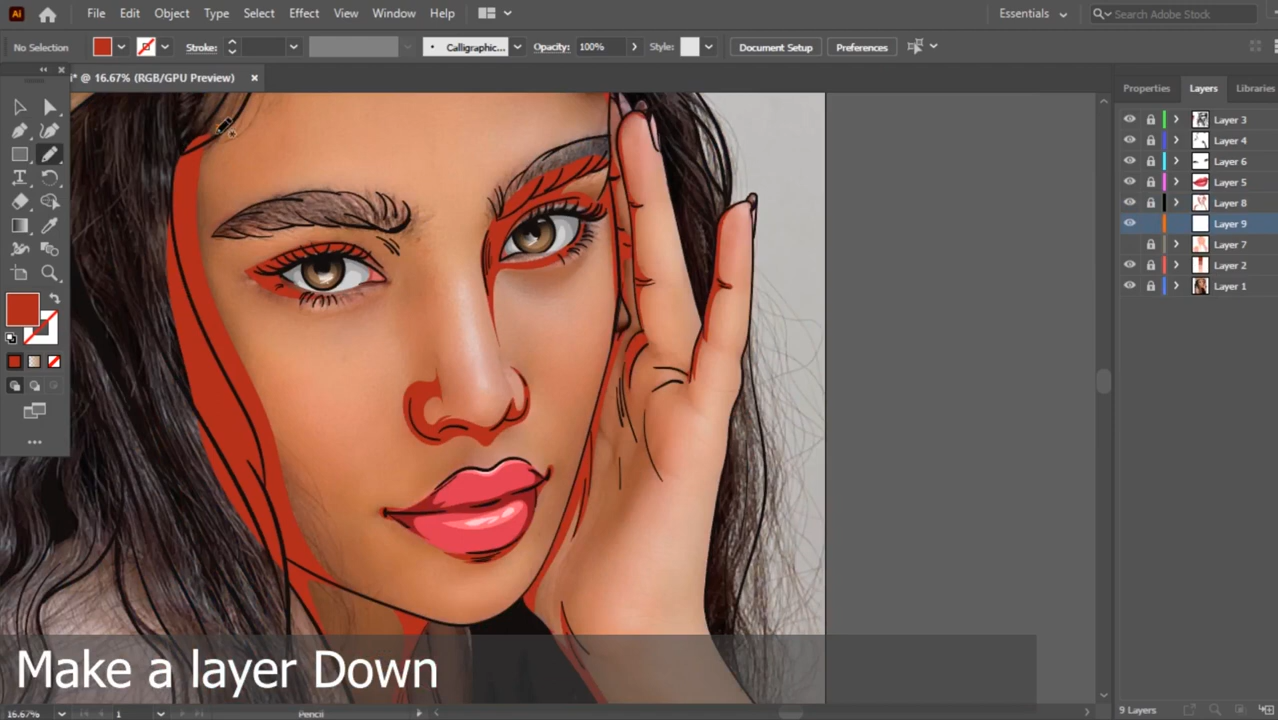 Ai File Edit Object Type Select Effect View Window Help Essentials Search Adobe Stock
No Selection Stroke: Calligraphic... Opacity: 100% Style: Document Setup Preferences
i* @ 16.67% (RGB/GPU Preview) ×
Properties Layers Libraries
Layer 3
Layer 4
Layer 6
Layer 5
Layer 8
Layer 9
Layer 7
Layer 2
Layer 1
Make a layer Down
16.67% 1 Pencil 9 Layers